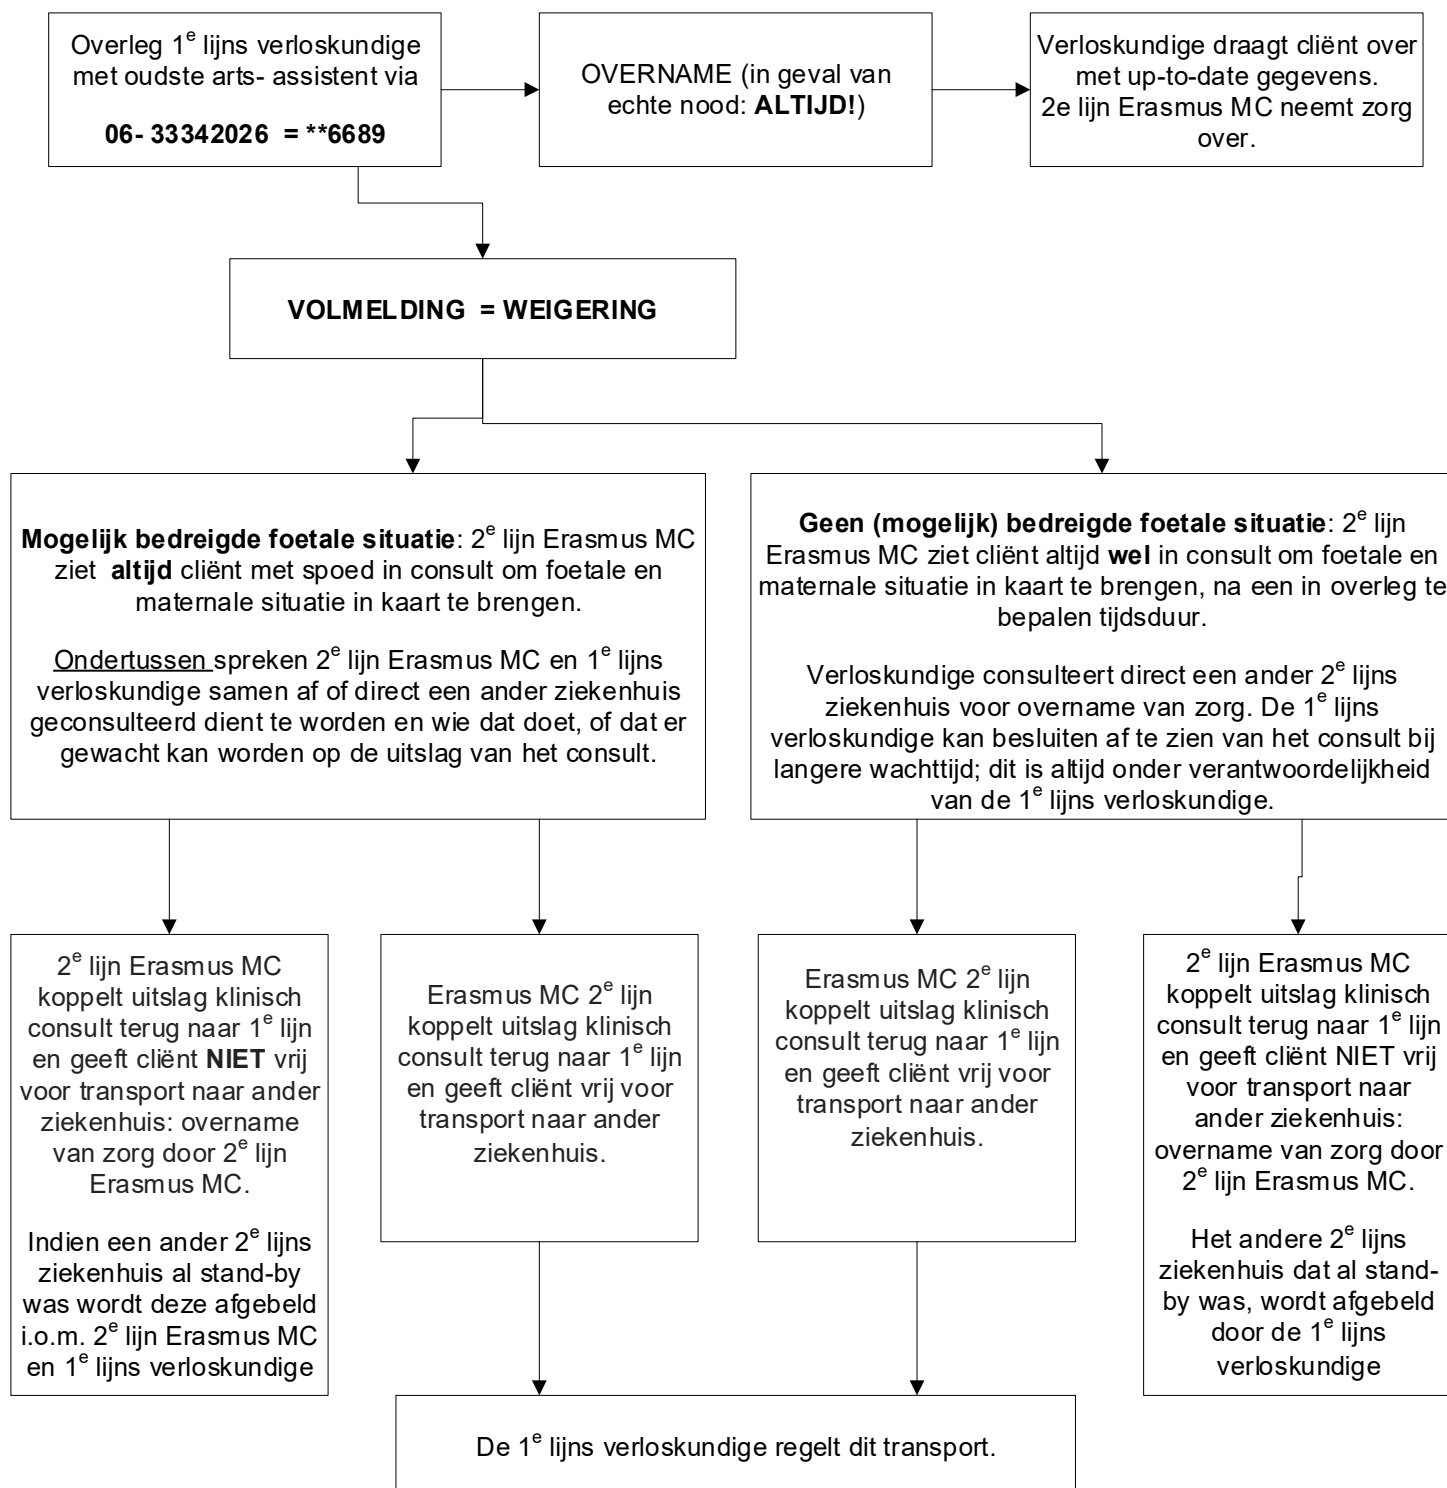 Overleg 1e lijns verloskundige
met oudste arts- assistent via
06- 33342026 = **6689
OVERNAME (in geval van
echte nood: ALTIJD!)
Verloskundige draagt cliënt over
met up-to-date gegevens.
2e lijn Erasmus MC neemt zorg
over.
VOLMELDING = WEIGERING
Mogelijk bedreigde foetale situatie: 2e lijn Erasmus MC
ziet altijd cliënt met spoed in consult om foetale en
maternale situatie in kaart te brengen.
Ondertussen spreken 2e lijn Erasmus MC en 1e lijns
verloskundige samen af of direct een ander ziekenhuis
geconsulteerd dient te worden en wie dat doet, of dat er
gewacht kan worden op de uitslag van het consult.
Geen (mogelijk) bedreigde foetale situatie: 2e lijn
Erasmus MC ziet cliënt altijd wel in consult om foetale en
maternale situatie in kaart te brengen, na een in overleg te
bepalen tijdsduur.
Verloskundige consulteert direct een ander 2e lijns
ziekenhuis voor overname van zorg. De 1e lijns
verloskundige kan besluiten af te zien van het consult bij
langere wachttijd; dit is altijd onder verantwoordelijkheid
van de 1e lijns verloskundige.
2e lijn Erasmus MC
koppelt uitslag klinisch
consult terug naar 1e lijn
en geeft cliënt NIET vrij
voor transport naar ander
ziekenhuis: overname
van zorg door 2e lijn
Erasmus MC.
Indien een ander 2e lijns
ziekenhuis al stand-by
was wordt deze afgebeld
i.o.m. 2e lijn Erasmus MC
en 1e lijns verloskundige
Erasmus MC 2e lijn
koppelt uitslag klinisch
consult terug naar 1e lijn
en geeft cliënt vrij voor
transport naar ander
ziekenhuis.
Erasmus MC 2e lijn
koppelt uitslag klinisch
consult terug naar 1e lijn
en geeft cliënt vrij voor
transport naar ander
ziekenhuis.
2e lijn Erasmus MC
koppelt uitslag klinisch
consult terug naar 1e lijn
en geeft cliënt NIET vrij
voor transport naar
ander ziekenhuis:
overname van zorg door
2e lijn Erasmus MC.
Het andere 2e lijns
ziekenhuis dat al stand-
by was, wordt afgebeld
door de 1e lijns
verloskundige
De 1e lijns verloskundige regelt dit transport.